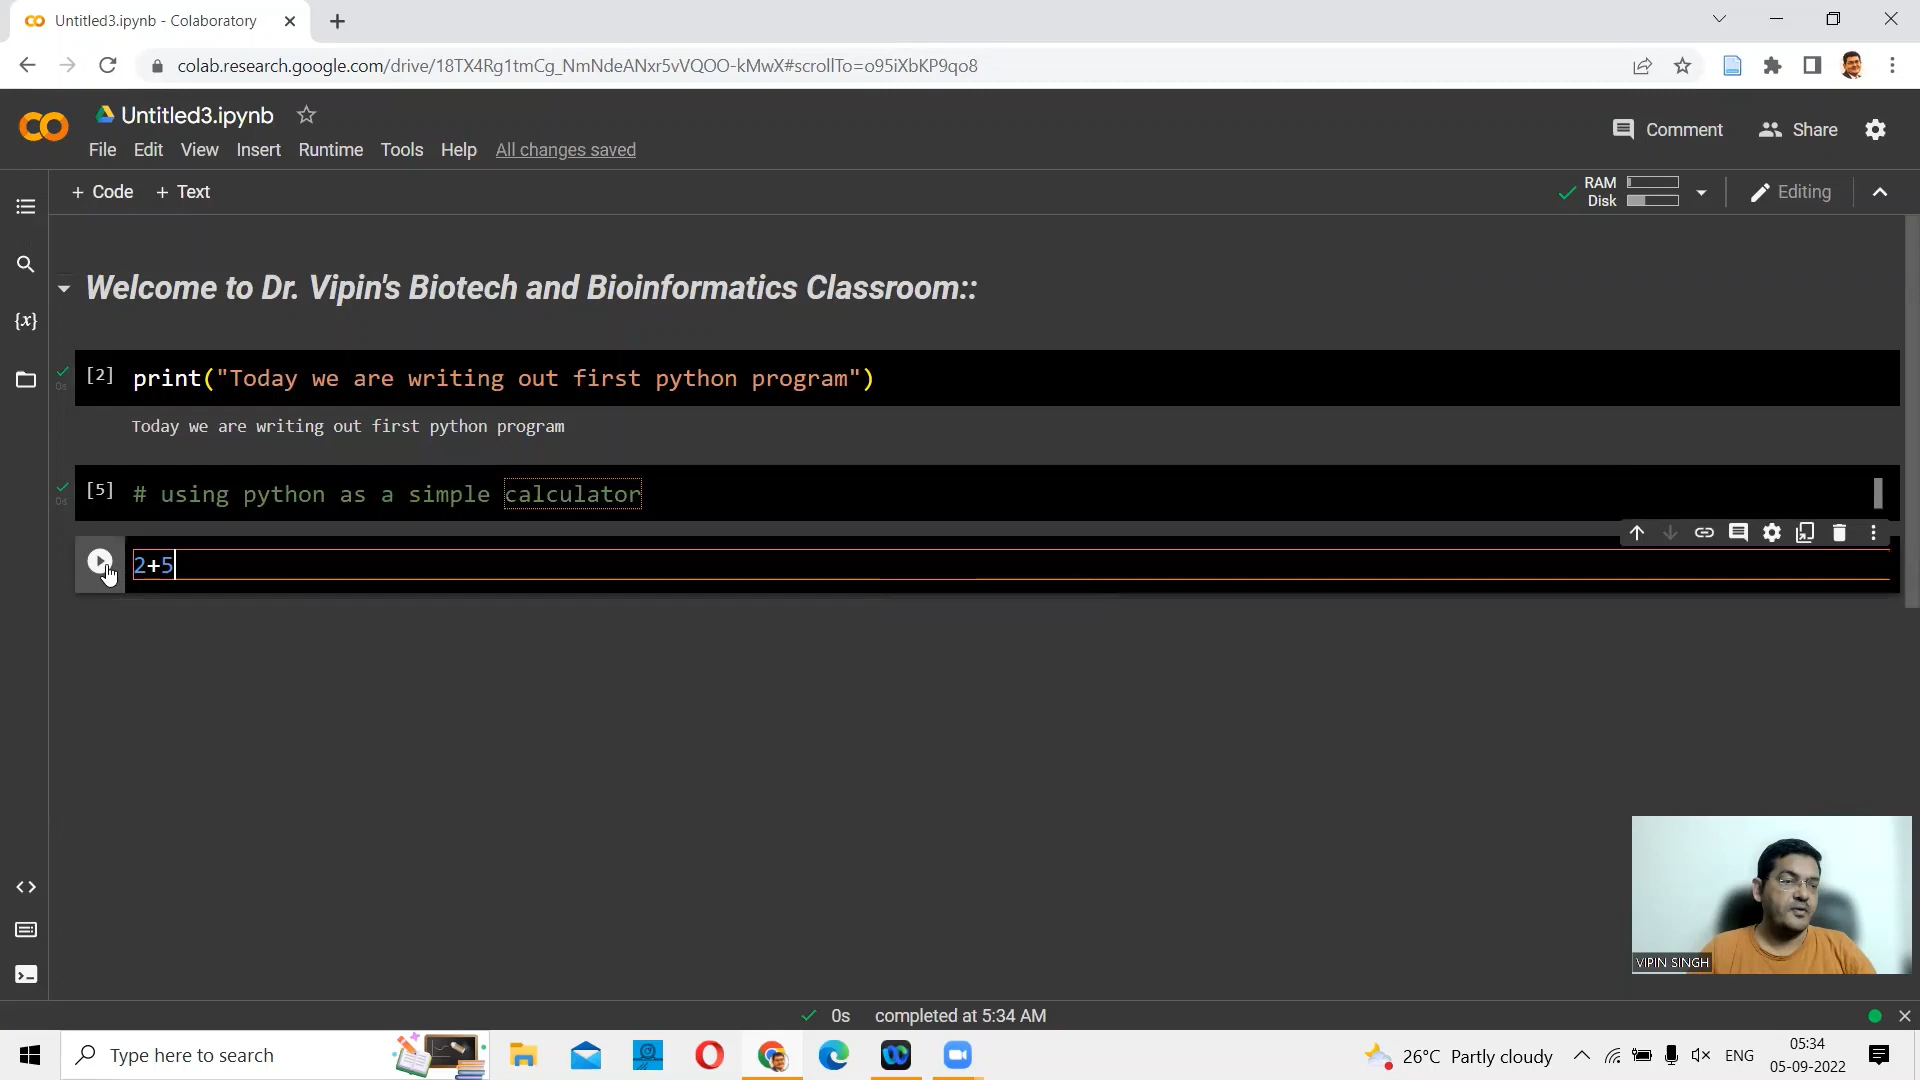 Untitled3.ipynb - Colaboratory
colab.research.google.com/drive/18TX4Rg1tmCg_NmNdeANxr5vVQOO-kMwX#scrollTo=o95iXbKP9qo8
Untitled3.ipynb
File Edit View Insert Runtime Tools Help All changes saved
Comment Share
+ Code + Text
RAM
Disk
Editing
Welcome to Dr. Vipin's Biotech and Bioinformatics Classroom::
0s
[2] print("Today we are writing out first python program")
Today we are writing out first python program
0s
[5] # using python as a simple calculator
{x}
2+5
VIPIN SINGH
0s completed at 5:34 AM
Type here to search
26°C Partly cloudy
ENG
05:34
05-09-2022